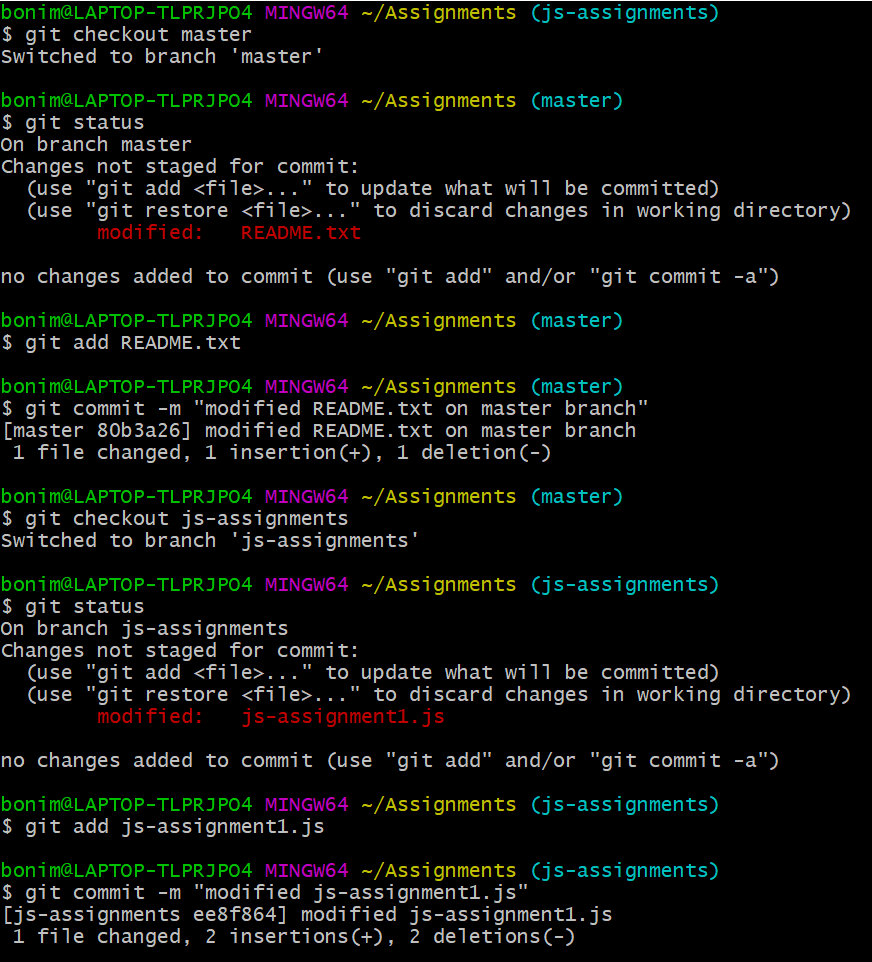 bonim@LAPTOP-TLPRJPO4 MINGW64 ~/Assignments (js-assignments)
$ git checkout master
Switched to branch 'master'
bonim@LAPTOP-TLPRJPO4 MINGW64 ~/Assignments (master)
$ git status
On branch master
Changes not staged for commit:
  (use "git add <file>..." to update what will be committed)
  (use "git restore <file>..." to discard changes in working directory)
        modified:   README.txt
no changes added to commit (use "git add" and/or "git commit -a")
bonim@LAPTOP-TLPRJPO4 MINGW64 ~/Assignments (master)
$ git add README.txt
bonim@LAPTOP-TLPRJPO4 MINGW64 ~/Assignments (master)
$ git commit -m "modified README.txt on master branch"
[master 80b3a26] modified README.txt on master branch
 1 file changed, 1 insertion(+), 1 deletion(-)
bonim@LAPTOP-TLPRJPO4 MINGW64 ~/Assignments (master)
$ git checkout js-assignments
Switched to branch 'js-assignments'
bonim@LAPTOP-TLPRJPO4 MINGW64 ~/Assignments (js-assignments)
$ git status
On branch js-assignments
Changes not staged for commit:
  (use "git add <file>..." to update what will be committed)
  (use "git restore <file>..." to discard changes in working directory)
        modified:   js-assignment1.js
no changes added to commit (use "git add" and/or "git commit -a")
bonim@LAPTOP-TLPRJPO4 MINGW64 ~/Assignments (js-assignments)
$ git add js-assignment1.js
bonim@LAPTOP-TLPRJPO4 MINGW64 ~/Assignments (js-assignments)
$ git commit -m "modified js-assignment1.js"
[js-assignments ee8f864] modified js-assignment1.js
 1 file changed, 2 insertions(+), 2 deletions(-)